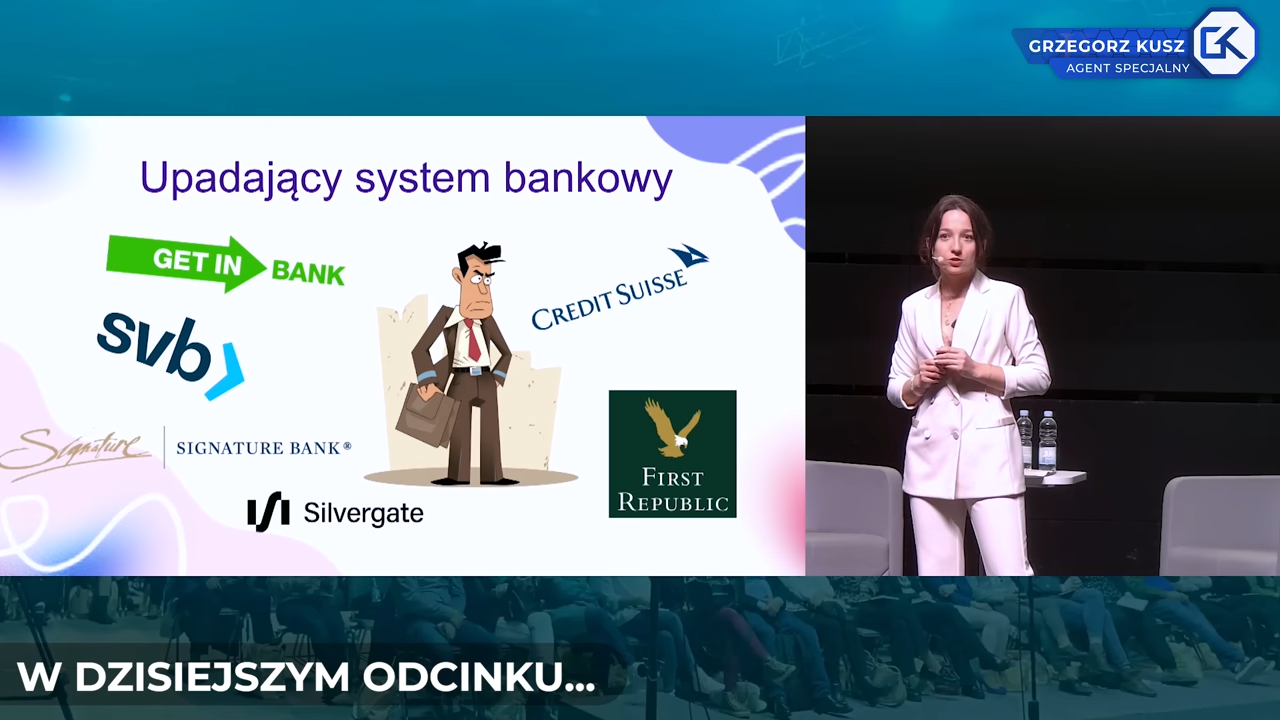 GRZEGORZ KUSZ
AGENT SPECJALNY
GK
Upadający system bankowy
GET IN BANK
CREDIT SUISSE
svb
Signature
SIGNATURE BANK®
FIRST
REPUBLIC
Silvergate
W DZISIEJSZYM ODCINKU...